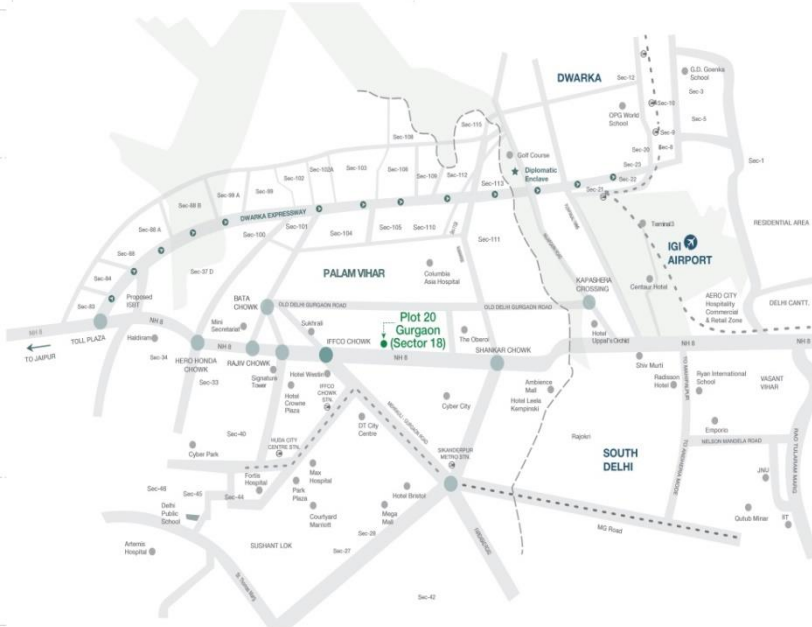 DWARKA
Sec-12
G.D. Goenka
School
Sec-3
Sec-10
OPG World
School
Sec-5
Sec-9
Sec-115
Sec-108
Sec-20
Sec-6
Golf Course
Sec-1
Sec-23
Sec-102A
Sec-103
Sec-106
Sec-109
Sec-112
Diplomatic
Enclave
Sec-22
Sec-102
Sec-113
Sec-21
Sec-99
Sec-99 A
Sec-88 B
DWARKA EXPRESSWAY
Sec-88 A
Sec-101
Sec-100
Sec-104
Sec-105
Sec-110
Sec-111
Terminal3
RESIDENTIAL AREA
IGI
AIRPORT
Sec-88
Sec-84
Sec-37 D
PALAM VIHAR
Columbia
Asia Hospital
KAPASHERA
CROSSING
Centaur Hotel
Proposed
ISBT
BATA
CHOWK
OLD DELHI GURGAON ROAD
OLD DELHI GURGAON ROAD
AERO CITY
Hospitality
Commercial
& Retail Zone
DELHI CANTT.
Plot 20
Gurgaon
(Sector 18)
Mini
Secretariat
Sukhrali
NH 8
NH 8
TOLL PLAZA
Haldiram
The Oberoi
Hotel
IFFCO CHOWK
NH 8
NH 8
NH 8
NH 8
TO JAIPUR
Sec-34
HERO HONDA
CHOWK
RAJIV CHOWK
SHANKAR CHOWK
Shiv Murti
Sec-33
Signature
Tower
Hotel Westin
Hotel
Crowne
Plaza
IFFCO
CHOWK
STN.
Ambience
Mall
Hotel Leela
Kempinski
Radisson
Hotel
Ryan International
School
VASANT
VIHAR
Cyber City
DT City
Centre
MEHRAULI - GURGAON ROAD
Emporio
Sec-40
HUDA CITY
CENTRE STN.
Rajokri
NELSON MANDELA ROAD
Cyber Park
SIKANDERPUR
METRO STN.
SOUTH
DELHI
RAO TULARAM MARG
Fortis
Hospital
Max
Hospital
JNU
Sec-45
Sec-44
Park
Plaza
Hotel Bristol
Delhi
Public
School
Courtyard
Marriott
Mega
Mall
Qutub Minar
IIT
MG Road
Artemis
Hospital
SUSHANT LOK
Sec-27
Sec-42